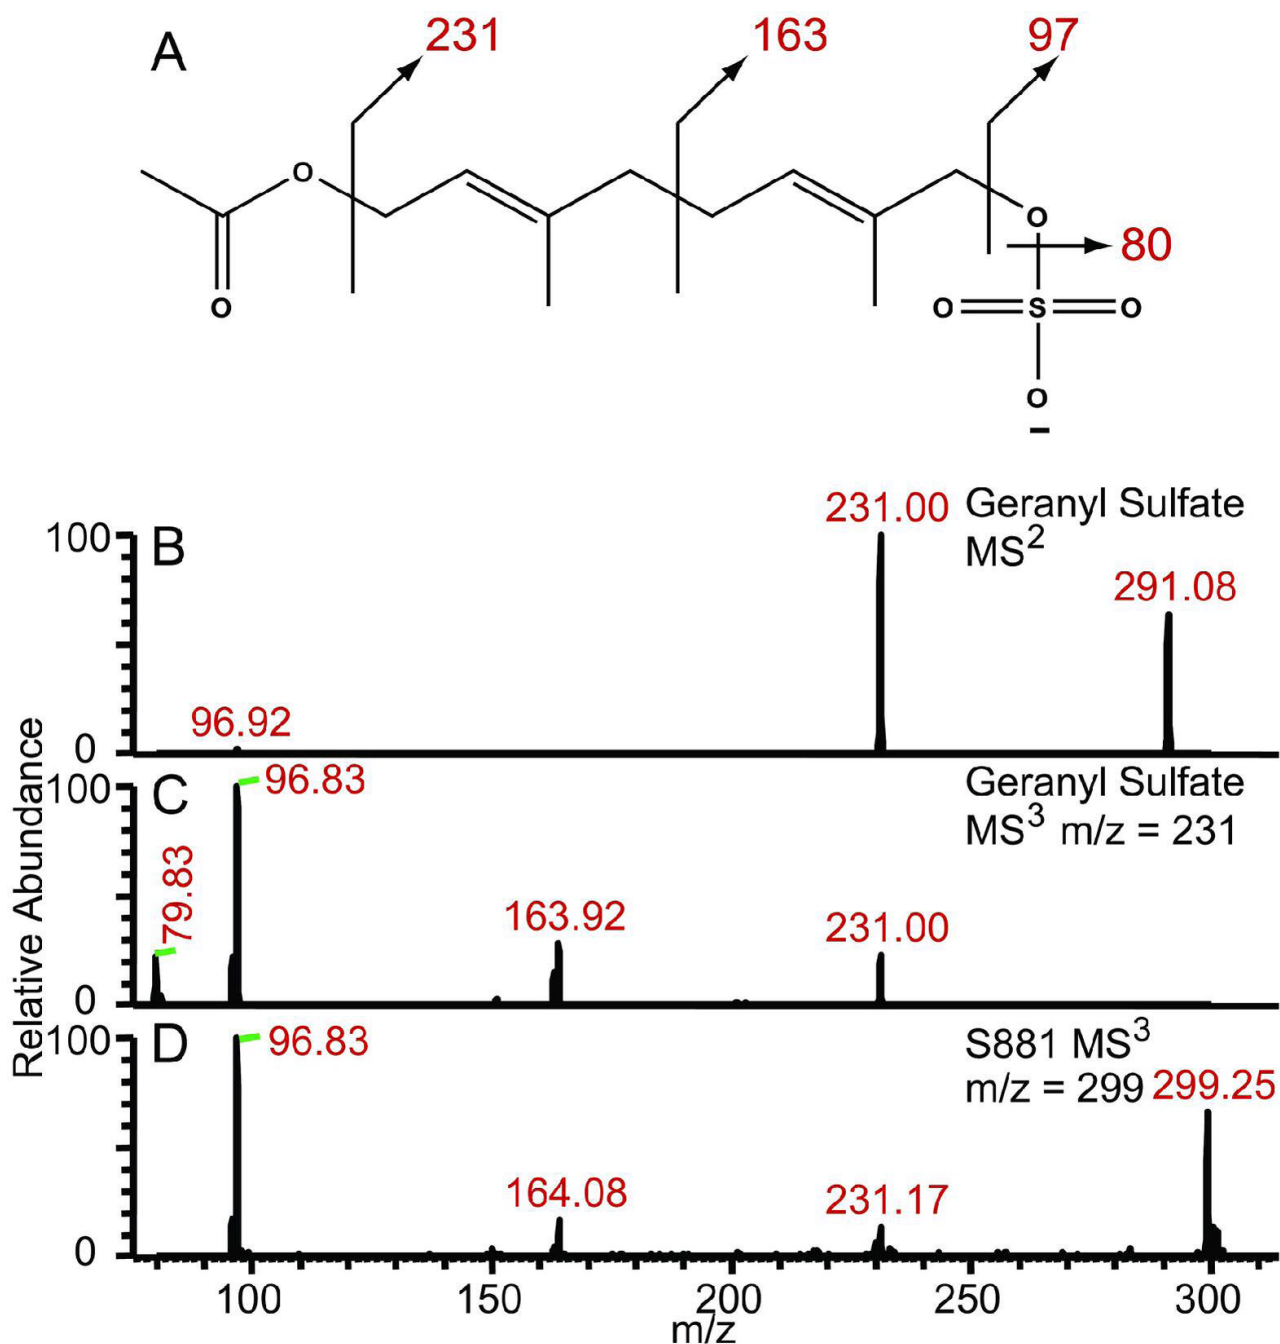 A
231
163
97
O
O
80
O
O
S
O
O
–
B
Geranyl Sulfate
MS2
231.00
291.08
96.92
100
0
C
Geranyl Sulfate
MS3 m/z = 231
96.83
79.83
163.92
231.00
100
0
D
S881 MS3
m/z = 299
299.25
96.83
164.08
231.17
100
0
Relative Abundance
100 150 200 250 300
m/z